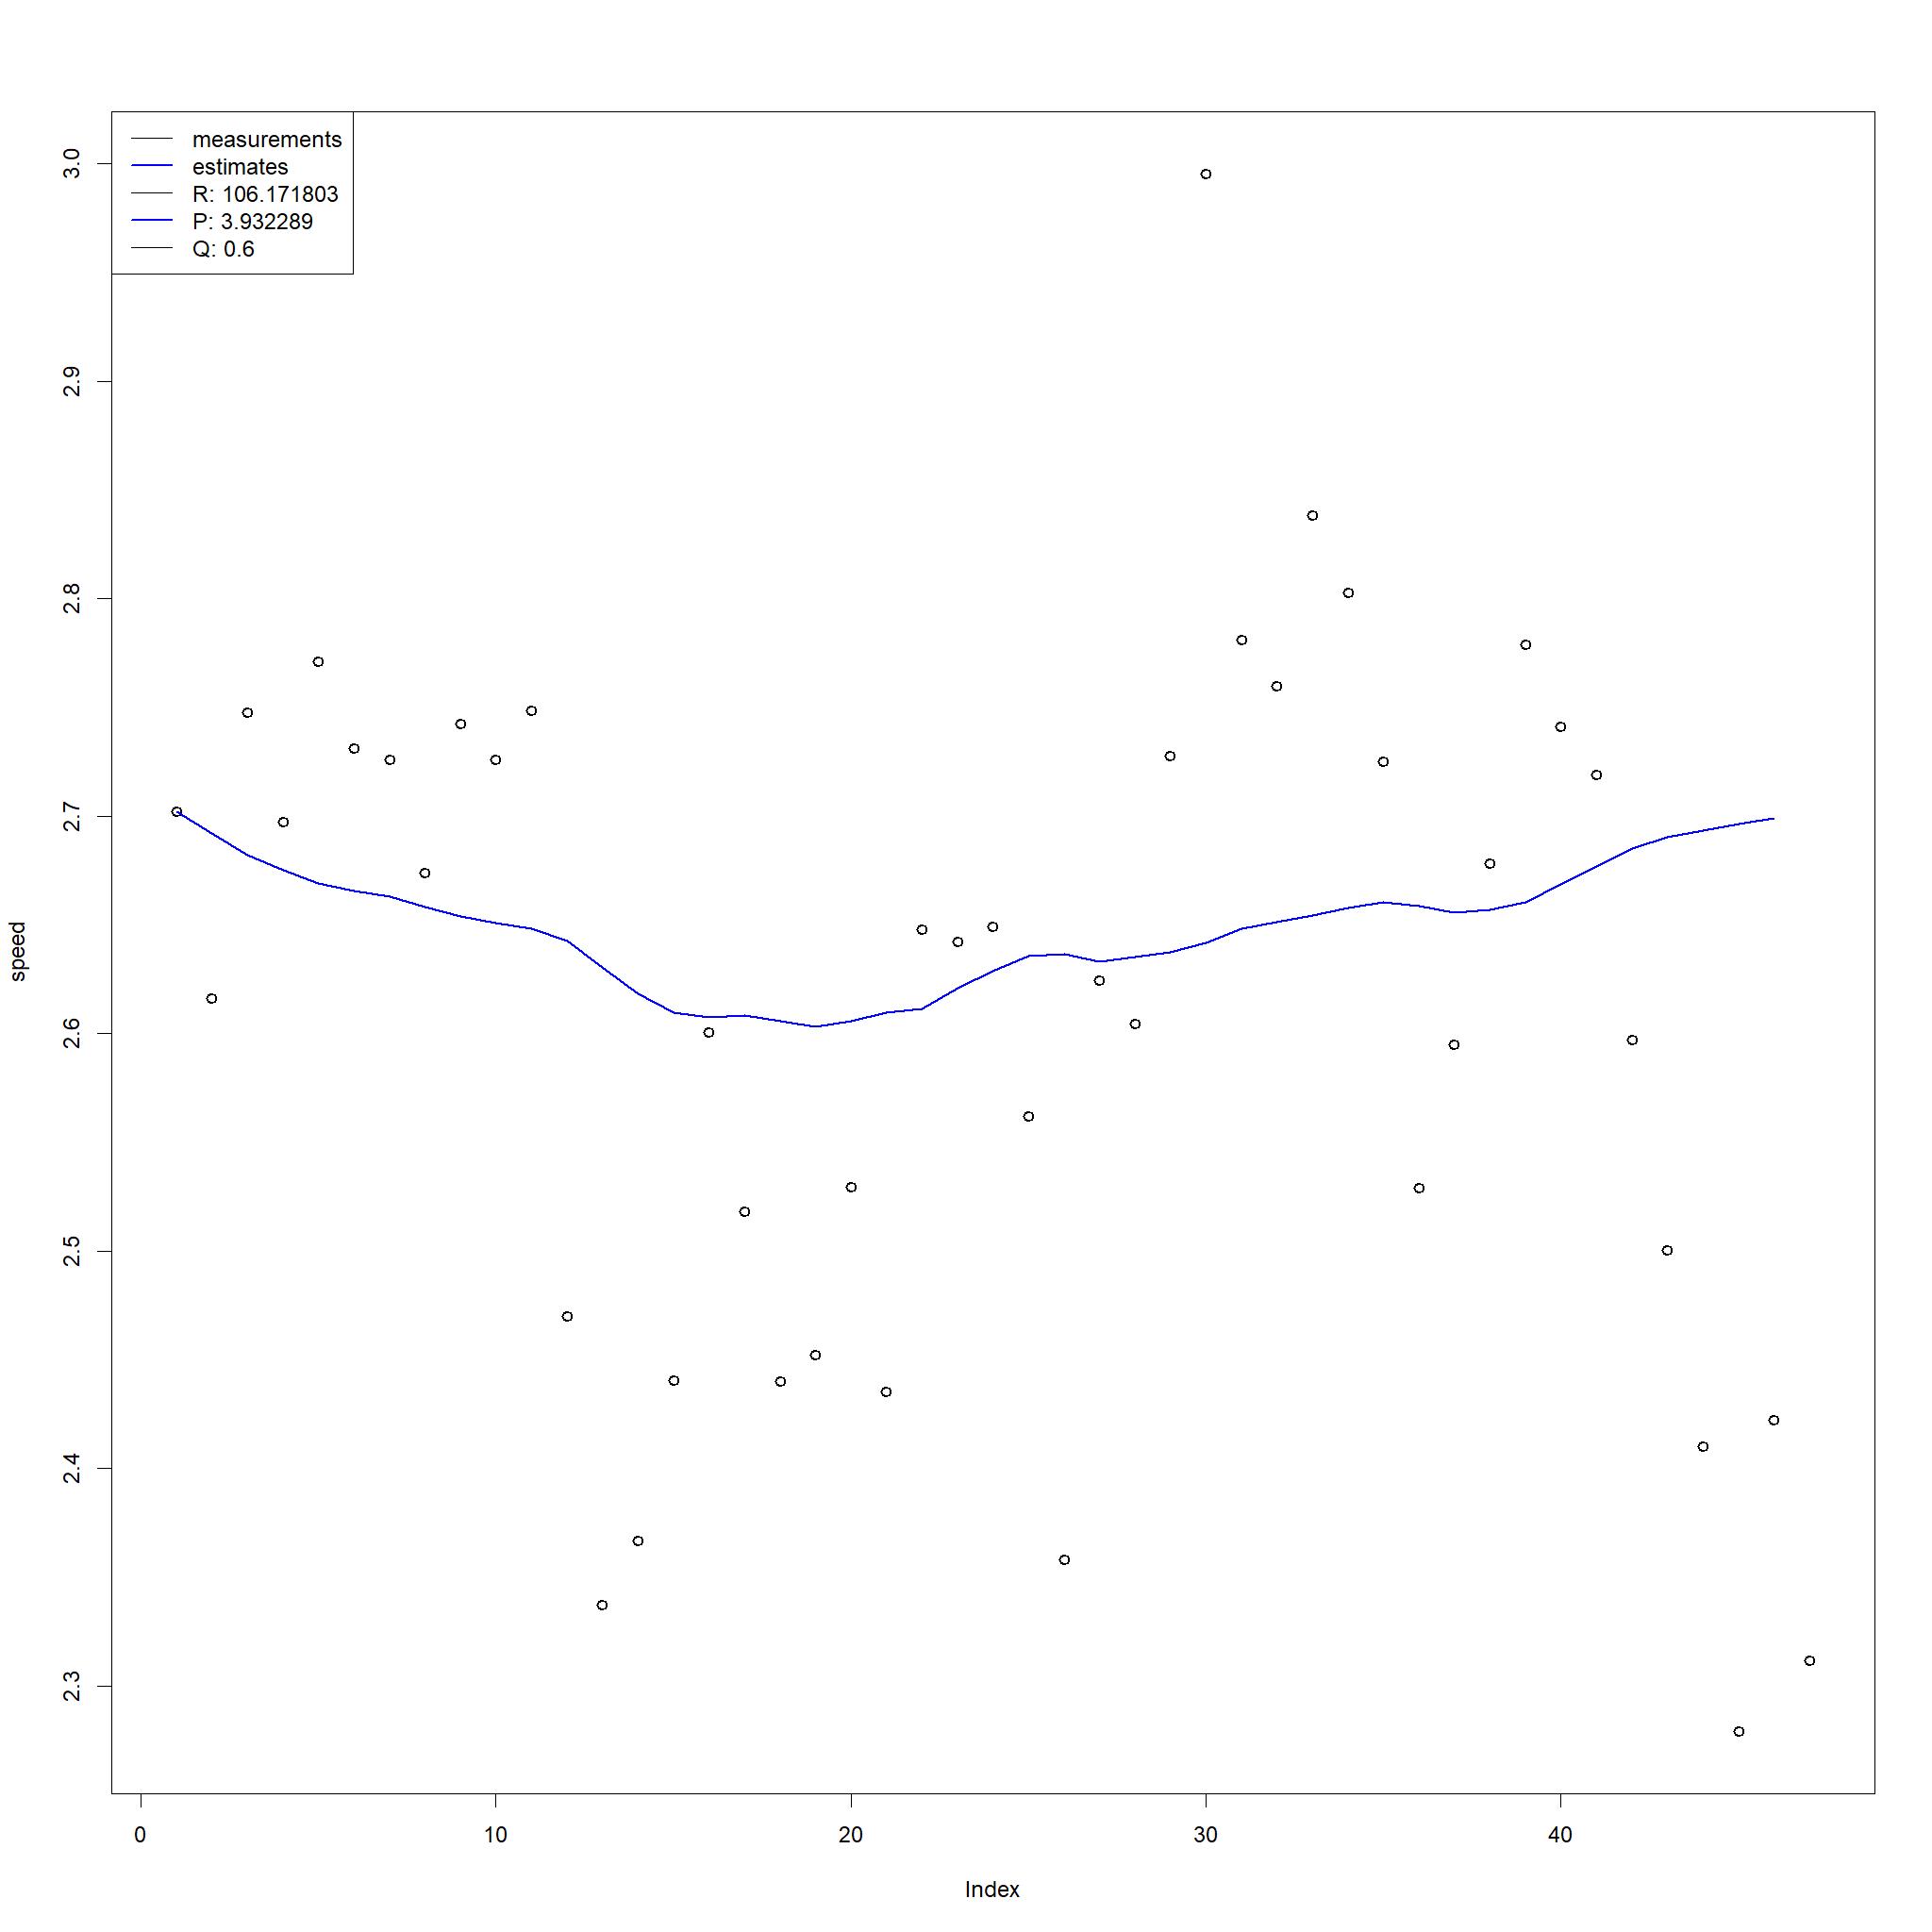 measurements
estimates
R: 106.171803
P: 3.932289
Q: 0.6
3.0
2.9
2.8
2.7
2.6
2.5
2.4
2.3
speed
0 10 20 30 40
Index